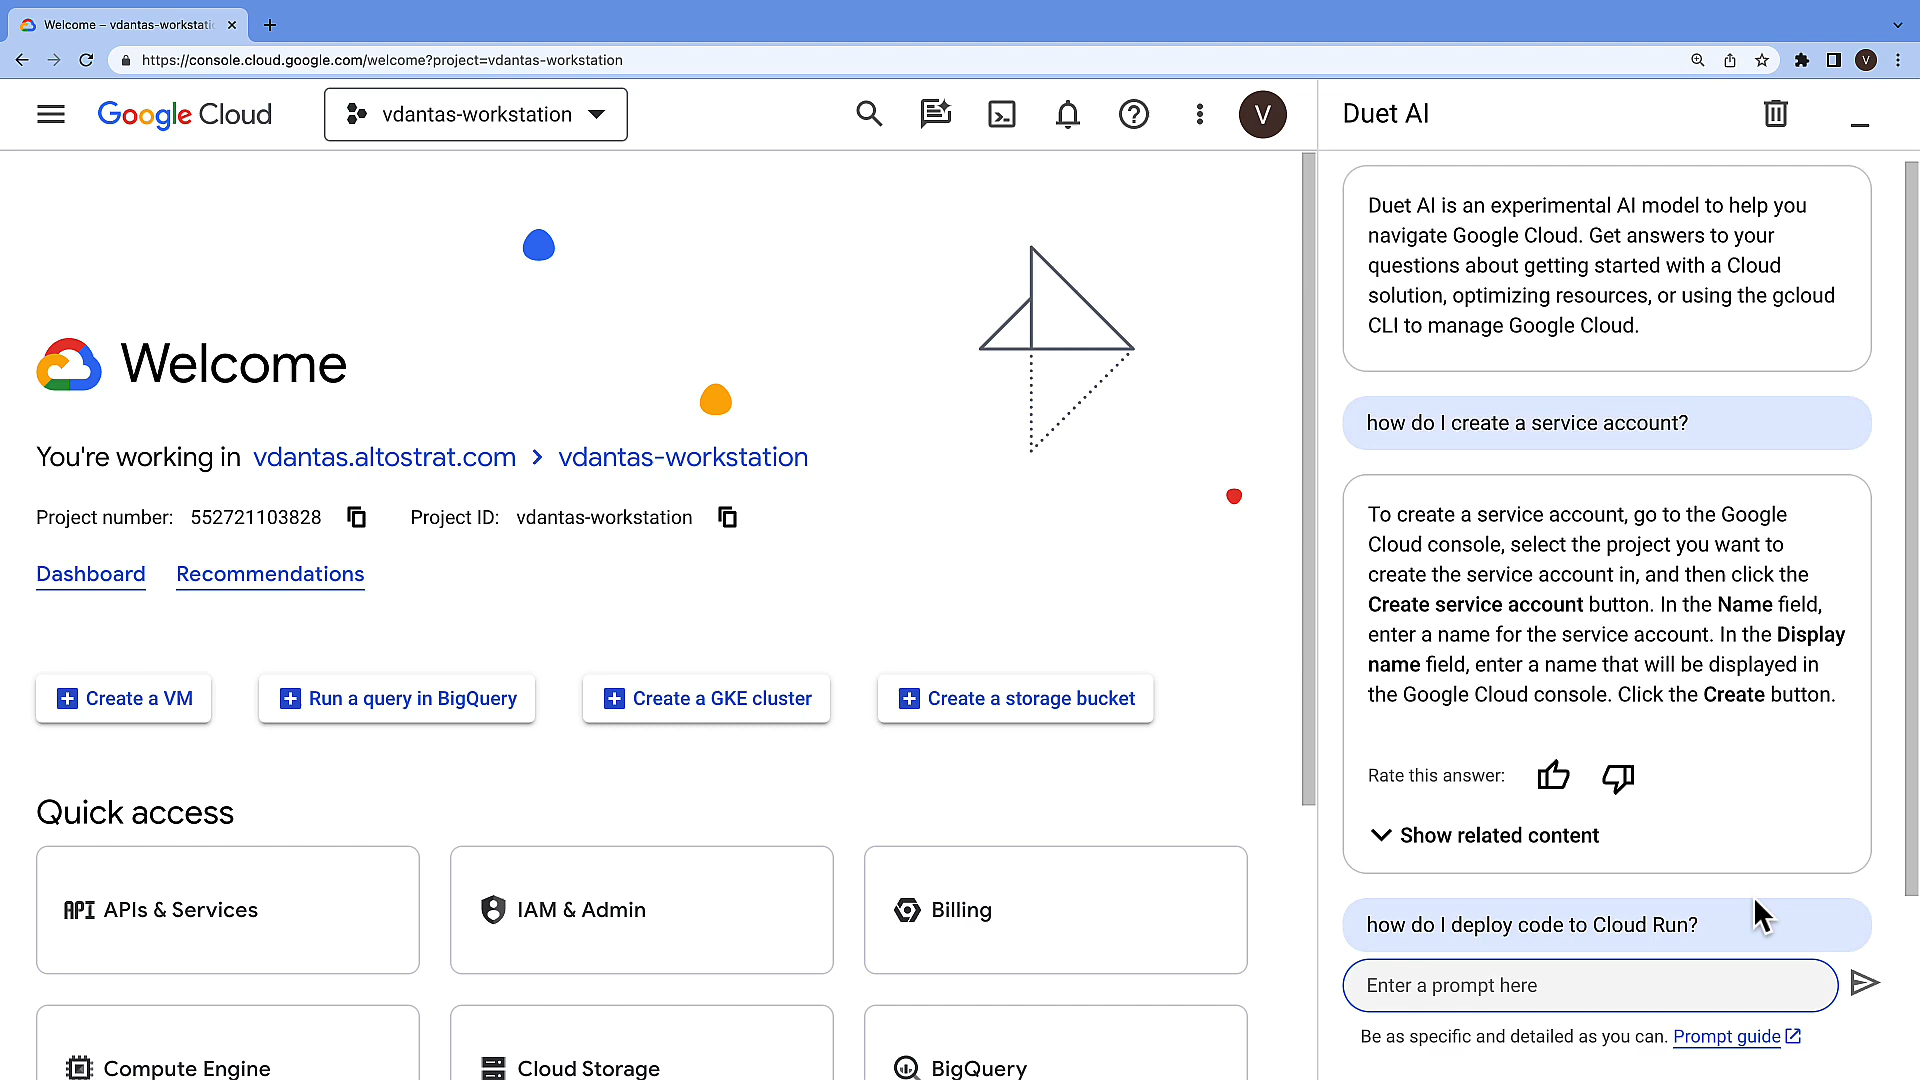 Welcome – vdantas-workstati
https://console.cloud.google.com/welcome?project=vdantas-workstation
V
Google Cloud
vdantas-workstation
V
Duet AI
Welcome
You're working in vdantas.altostrat.com > vdantas-workstation
Project number: 552721103828
Project ID: vdantas-workstation
Dashboard
Recommendations
Create a VM
Run a query in BigQuery
Create a GKE cluster
Create a storage bucket
Quick access
API APIs & Services
IAM & Admin
Billing
Compute Engine
Cloud Storage
BigQuery
Duet AI is an experimental AI model to help you
navigate Google Cloud. Get answers to your
questions about getting started with a Cloud
solution, optimizing resources, or using the gcloud
CLI to manage Google Cloud.
how do I create a service account?
To create a service account, go to the Google
Cloud console, select the project you want to
create the service account in, and then click the
Create service account button. In the Name field,
enter a name for the service account. In the Display
name field, enter a name that will be displayed in
the Google Cloud console. Click the Create button.
Rate this answer:
Show related content
how do I deploy code to Cloud Run?
Enter a prompt here
Be as specific and detailed as you can. Prompt guide